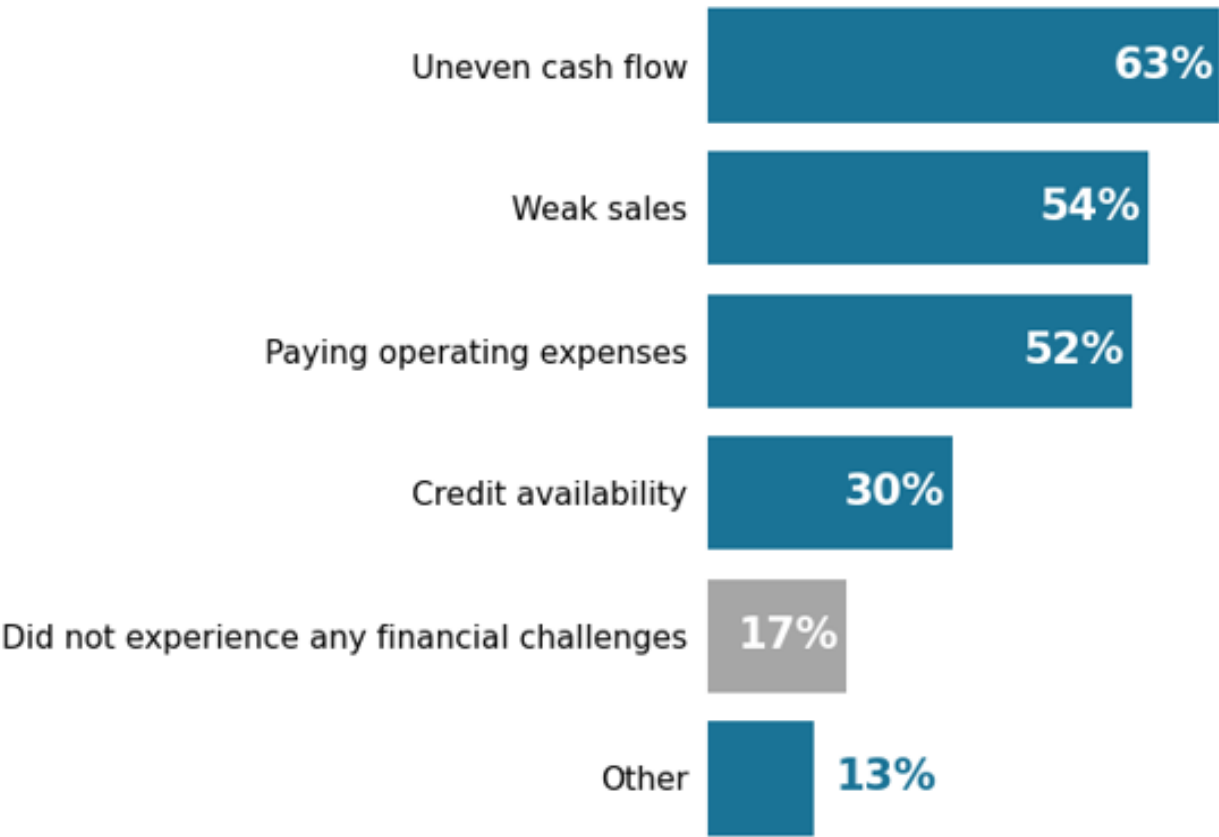 Uneven cash flow 63%
Weak sales 54%
Paying operating expenses 52%
Credit availability 30%
Did not experience any financial challenges 17%
Other 13%